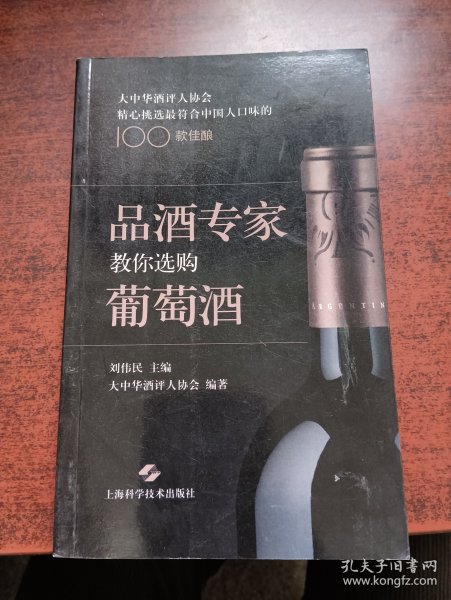 大中华酒评人协会
精心挑选最符合中国人口味的
100款佳酿
品酒专家
教你选购
葡萄酒
ARGENTIN
刘伟民 主编
大中华酒评人协会 编著
上海科学技术出版社
孔夫子旧书网
www.kongfz.com